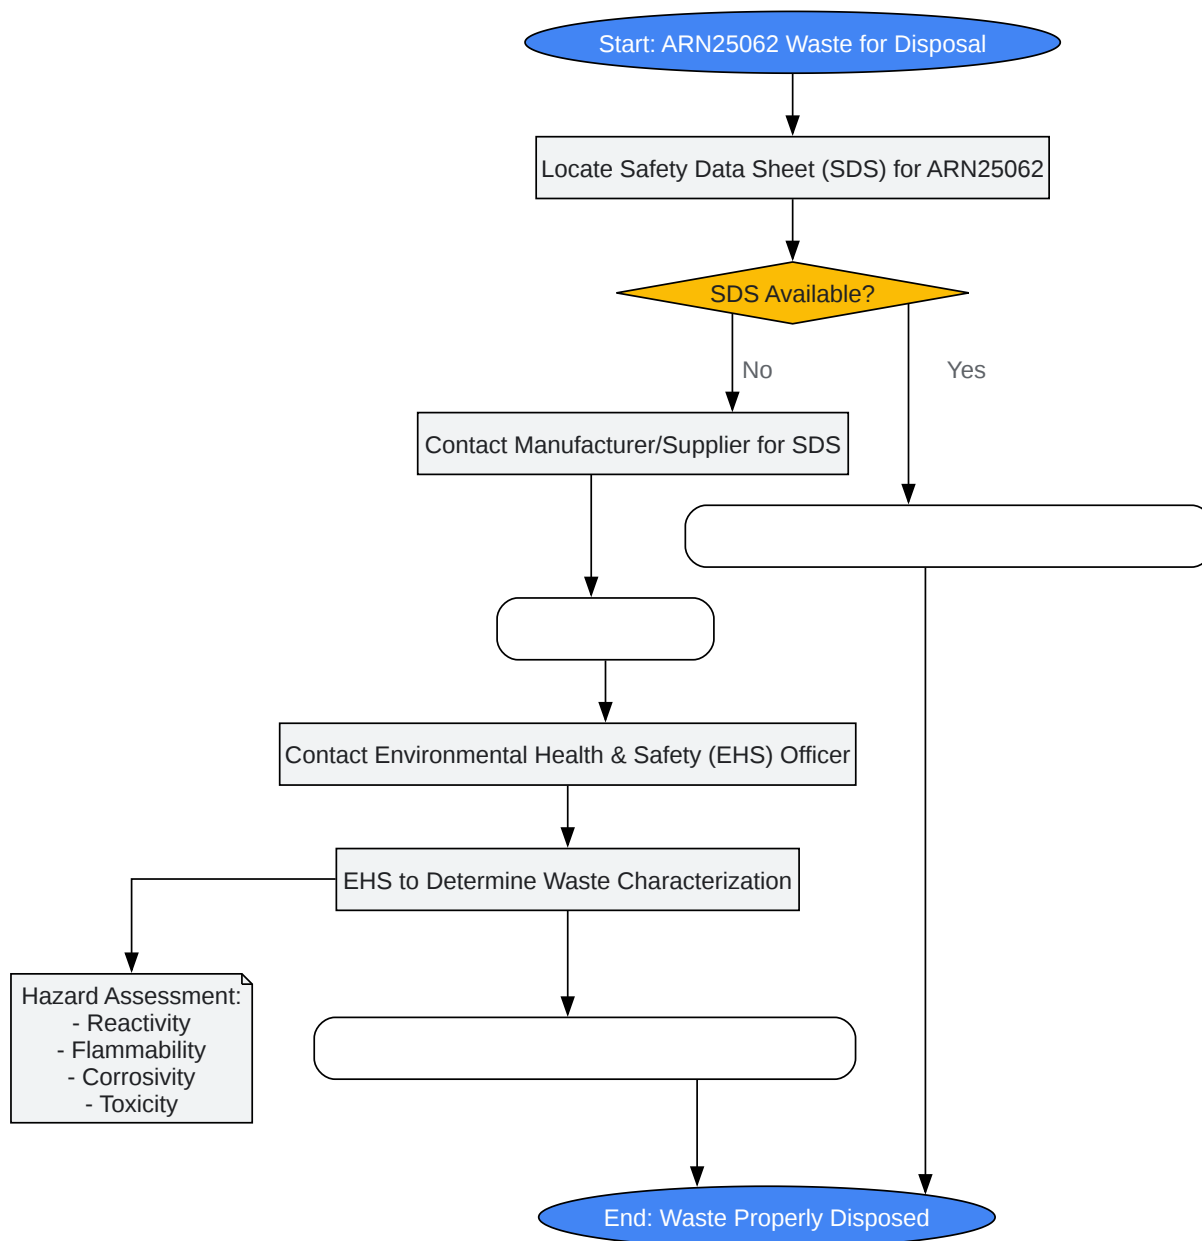 Start: ARN25062 Waste for Disposal
Locate Safety Data Sheet (SDS) for ARN25062
SDS Available?
No
Yes
Contact Manufacturer/Supplier for SDS
Contact Environmental Health & Safety (EHS) Officer
EHS to Determine Waste Characterization
Hazard Assessment:
- Reactivity
- Flammability
- Corrosivity
- Toxicity
End: Waste Properly Disposed